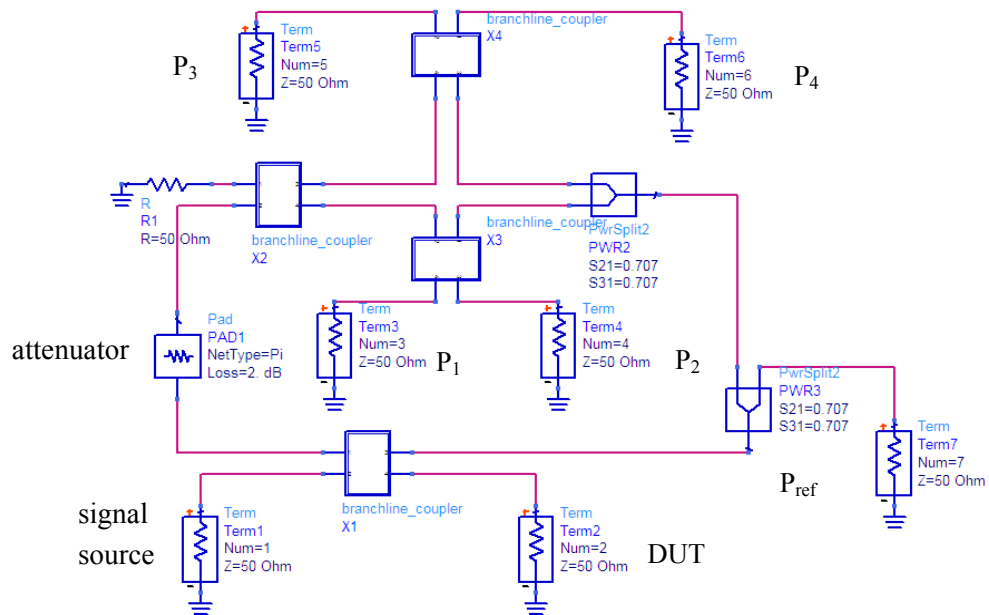 branchline_coupler
X4
Term
Term5
Num=5
Z=50 Ohm
P3
Term
Term6
Num=6
Z=50 Ohm
P4
R
R1
R=50 Ohm
branchline_coupler
X2
branchline_coupler
X3
PwrSplit2
PWR2
S21=0.707
S31=0.707
Pad
PAD1
NetType=Pi
Loss=2. dB
attenuator
Term
Term3
Num=3
Z=50 Ohm
P1
Term
Term4
Num=4
Z=50 Ohm
P2
PwrSplit2
PWR3
S21=0.707
S31=0.707
Term
Term7
Num=7
Z=50 Ohm
Pref
branchline_coupler
X1
signal
source
Term
Term1
Num=1
Z=50 Ohm
Term
Term2
Num=2
Z=50 Ohm
DUT